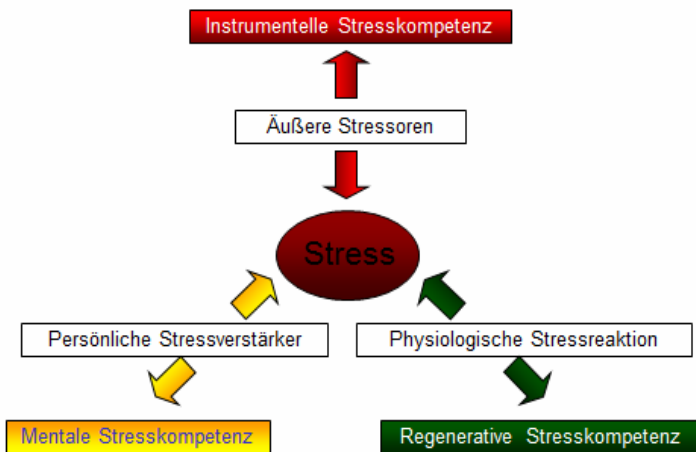 Instrumentelle Stresskompetenz
Äußere Stressoren
Stress
Persönliche Stressverstärker
Physiologische Stressreaktion
Mentale Stresskompetenz
Regenerative Stresskompetenz